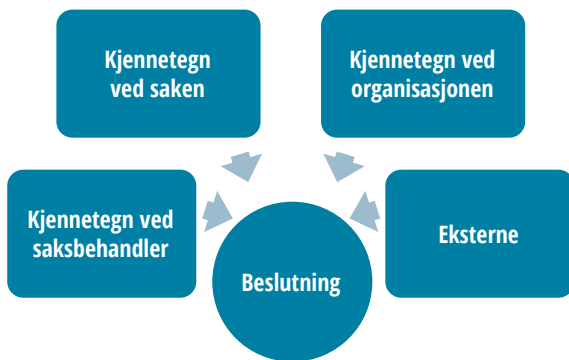 Kjennetegn
ved saken
Kjennetegn ved
organisasjonen
Kjennetegn ved
saksbehandler
Eksterne
Beslutning